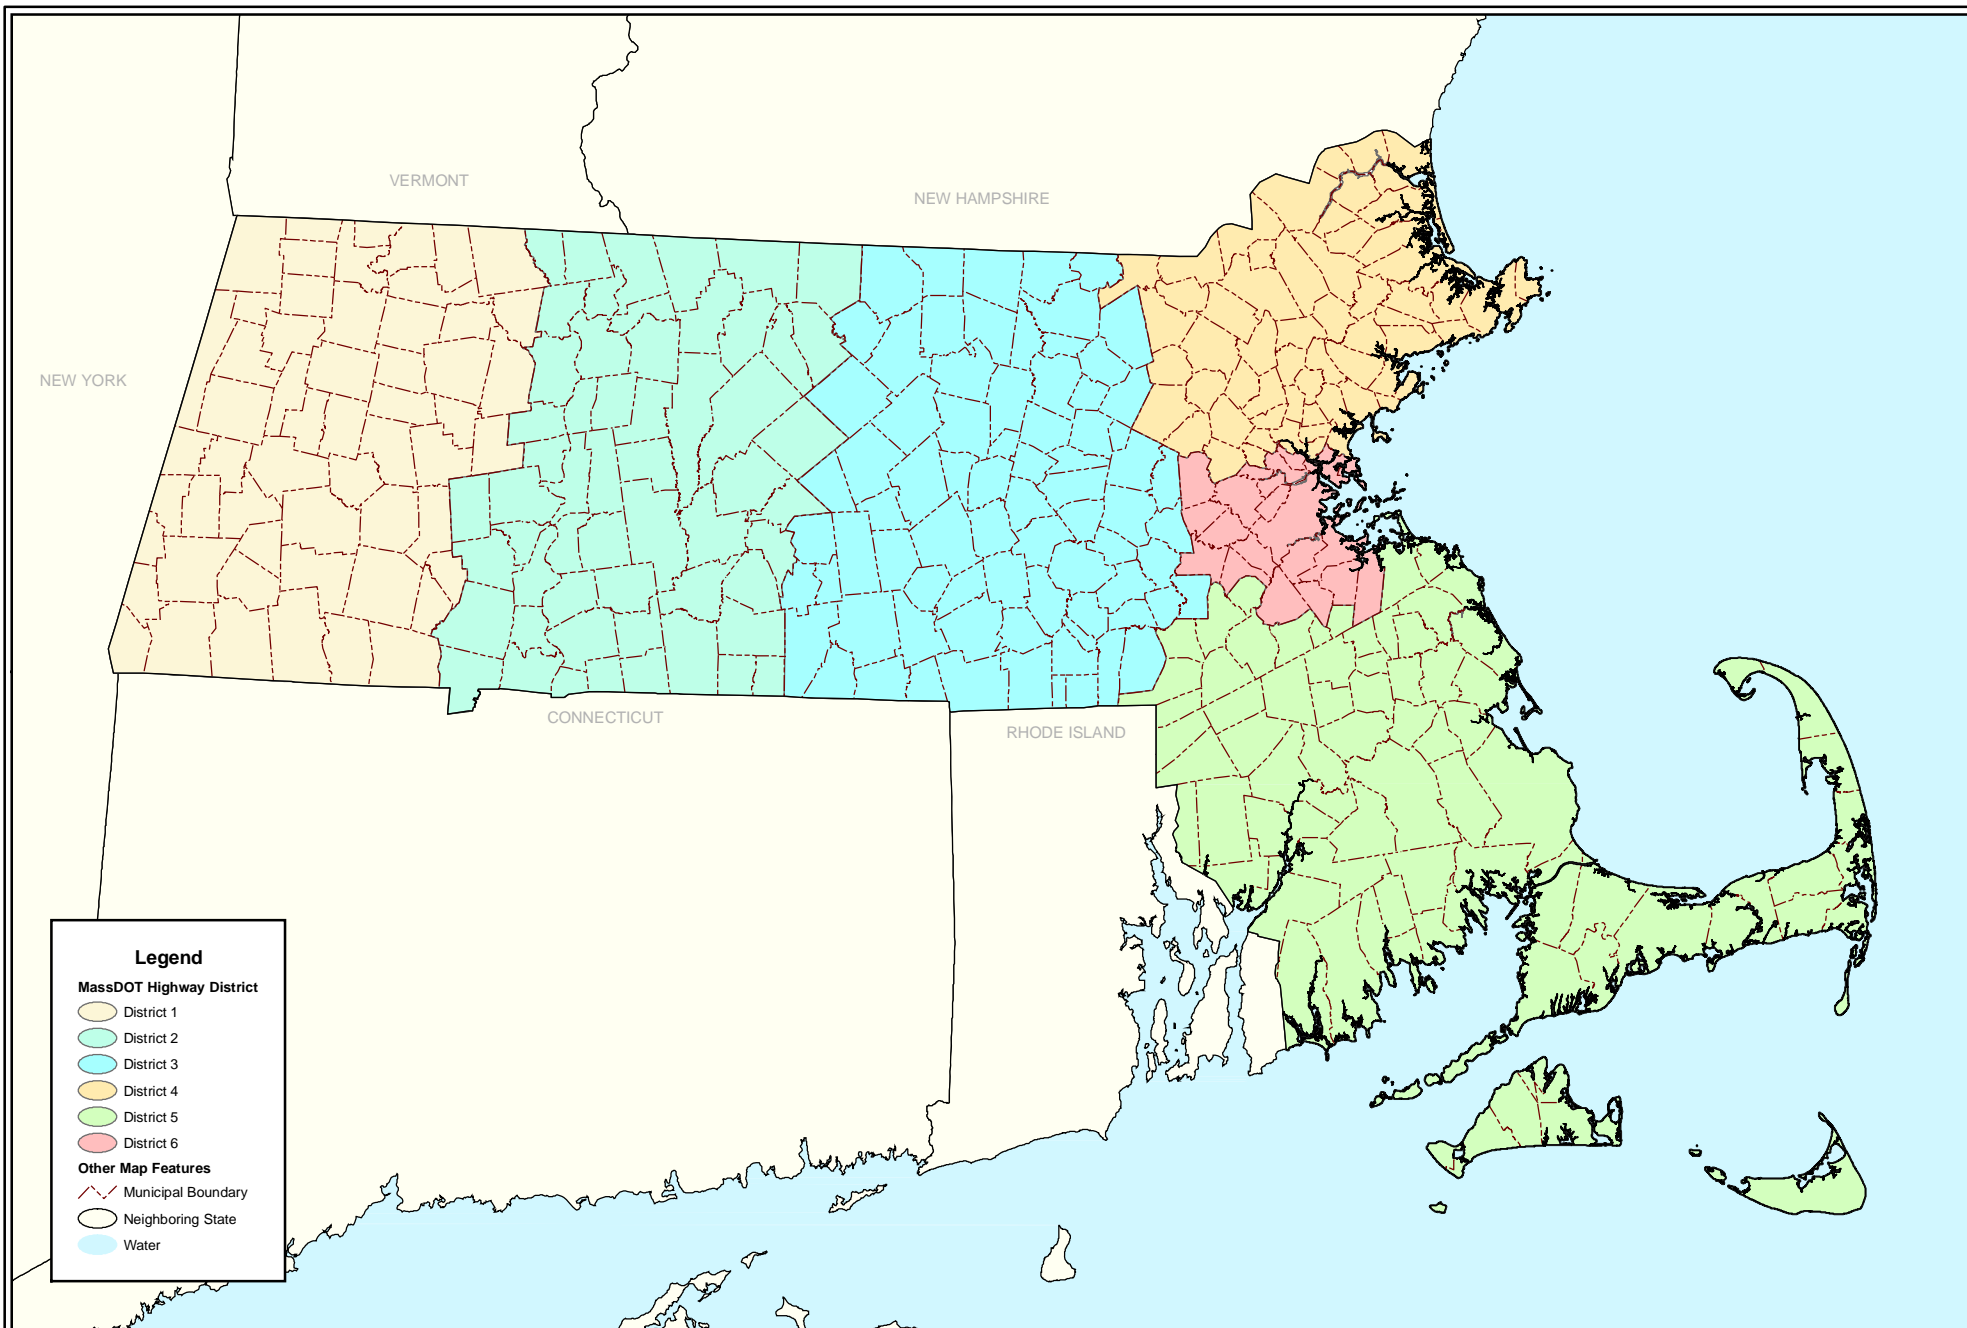 VERMONT
NEW HAMPSHIRE
NEW YORK
CONNECTICUT
RHODE ISLAND
Legend
MassDOT Highway District
District 1
District 2
District 3
District 4
District 5
District 6
Other Map Features
Municipal Boundary
Neighboring State
Water